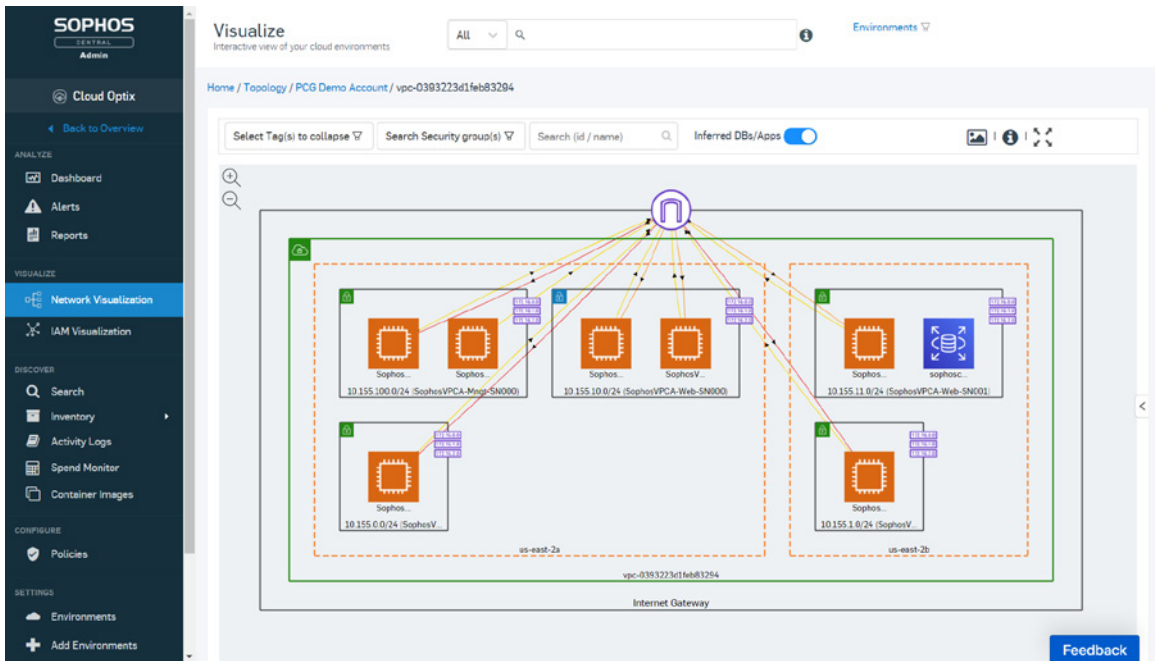 SOPHOS
CENTRAL
Admin
Cloud Optix
Back to Overview
ANALYZE
Dashboard
Alerts
Reports
VISUALIZE
Network Visualization
IAM Visualization
DISCOVER
Search
Inventory
Activity Logs
Spend Monitor
Container Images
CONFIGURE
Policies
SETTINGS
Environments
Add Environments
Visualize
Interactive view of your cloud environments
All
Environments
Home / Topology / PCG Demo Account / vpc-0393223d1feb83294
Select Tag(s) to collapse
Search Security group(s)
Search (id / name)
Inferred DBs/Apps
Sophos...
Sophos...
10.155.100.0/24 (SophosVPCA-Mngt-SN000)
Sophos...
SophosV...
10.155.10.0/24 (SophosVPCA-Web-SN000)
Sophos...
sophosc...
10.155.11.0/24 (SophosVPCA-Web-SN001)
Sophos...
10.155.0.0/24 (SophosV...
Sophos...
10.155.1.0/24 (SophosV...
us-east-2a
us-east-2b
vpc-0393223d1feb83294
Internet Gateway
Feedback